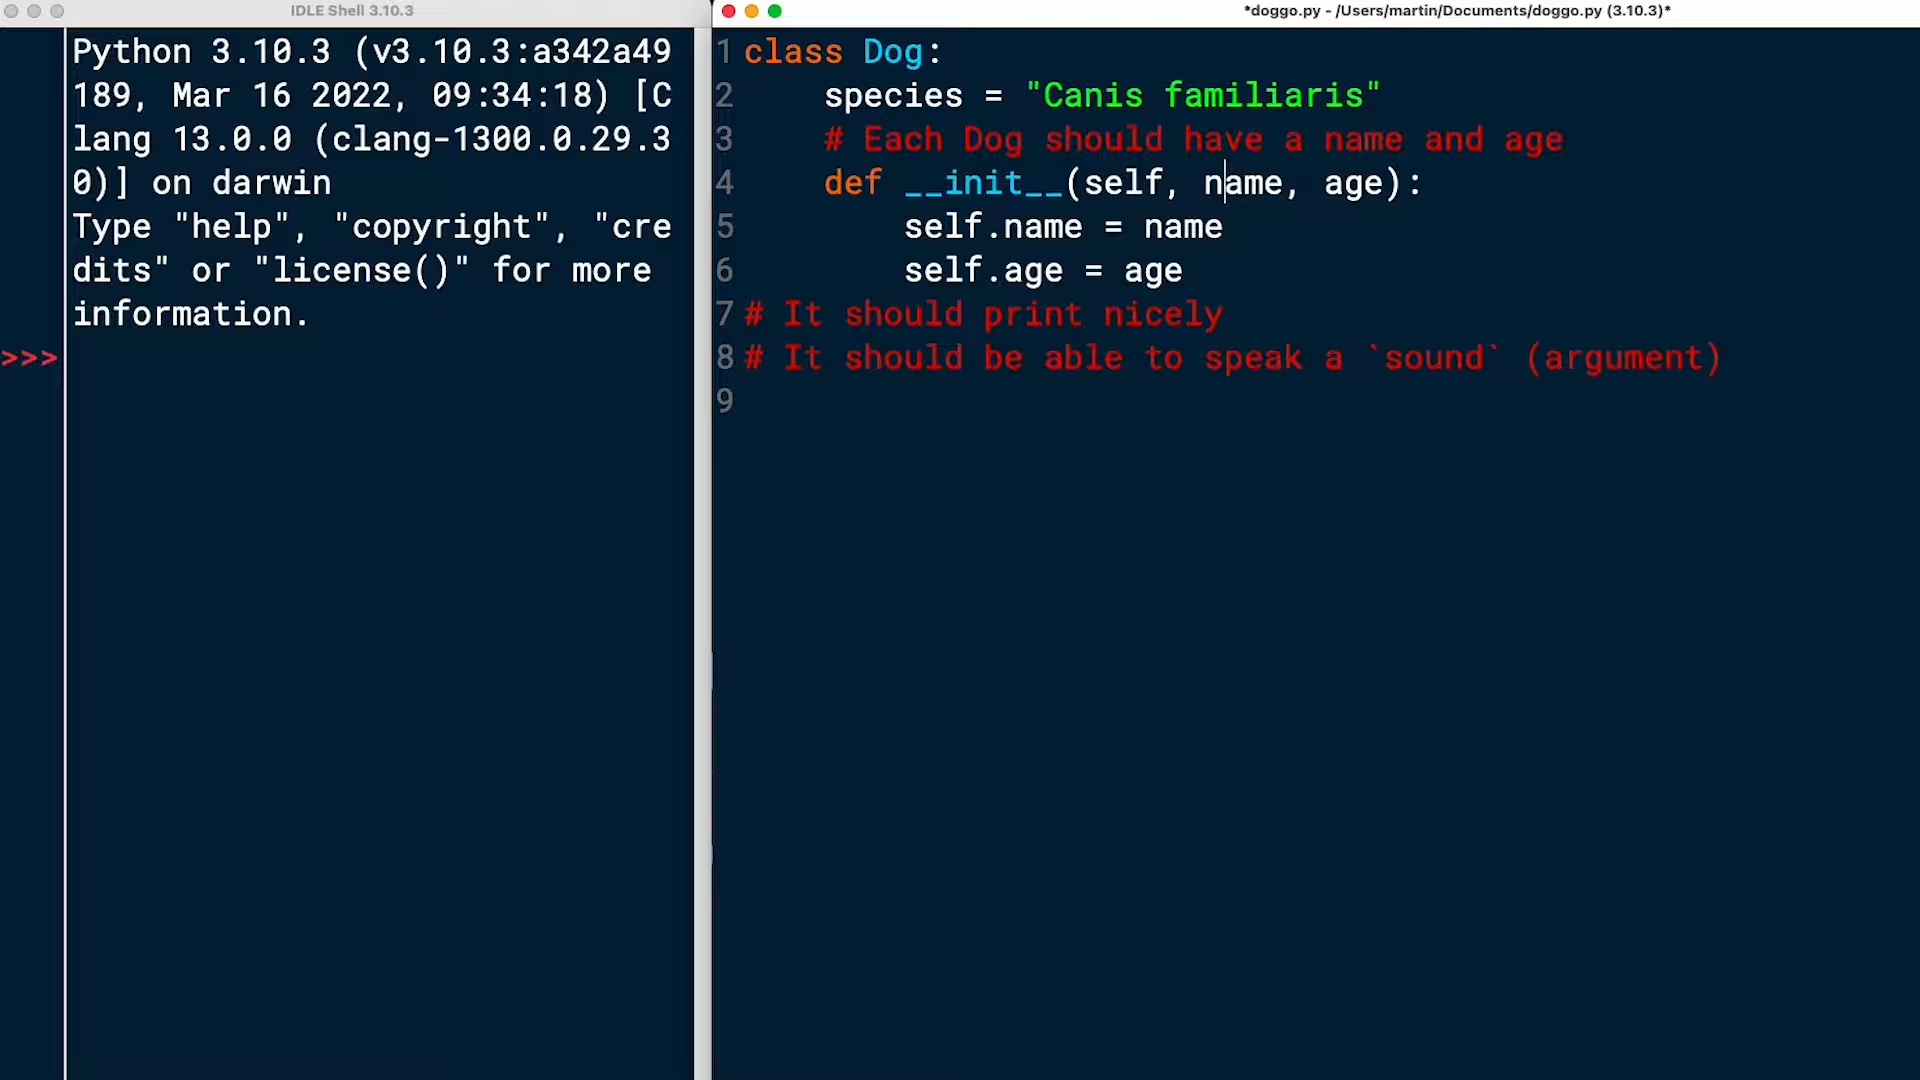 IDLE Shell 3.10.3
Python 3.10.3 (v3.10.3:a342a49
189, Mar 16 2022, 09:34:18) [C
lang 13.0.0 (clang-1300.0.29.3
0)] on darwin
Type "help", "copyright", "cre
dits" or "license()" for more
information.
>>>
*doggo.py - /Users/martin/Documents/doggo.py (3.10.3)*
1 class Dog:
2     species = "Canis familiaris"
3     # Each Dog should have a name and age
4     def __init__(self, name, age):
5         self.name = name
6         self.age = age
7 # It should print nicely
8 # It should be able to speak a `sound` (argument)
9